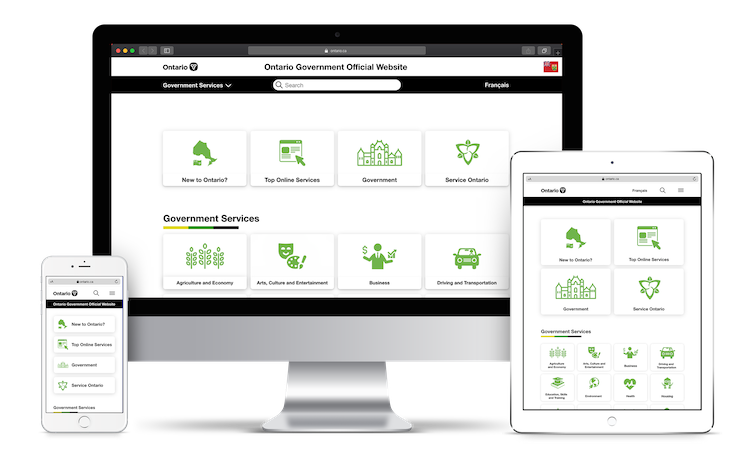 ontario.ca
Ontario
Ontario Government Official Website
Government Services
Search
Français
New to Ontario?
Top Online Services
Government
Service Ontario
Government Services
Agriculture and Economy
Arts, Culture and Entertainment
Business
Driving and Transportation
ontario.ca
Ontario
Ontario Government Official Website
New to Ontario?
Top Online Services
Government
Service Ontario
Government Services
ontario.ca
Ontario
Français
Ontario Government Official Website
New to Ontario?
Top Online Services
Government
Service Ontario
Government Services
Agriculture
and Economy
Arts, Culture and
Entertainment
Business
Driving and
Transportation
Education, Skills
and Training
Environment
Health
Housing